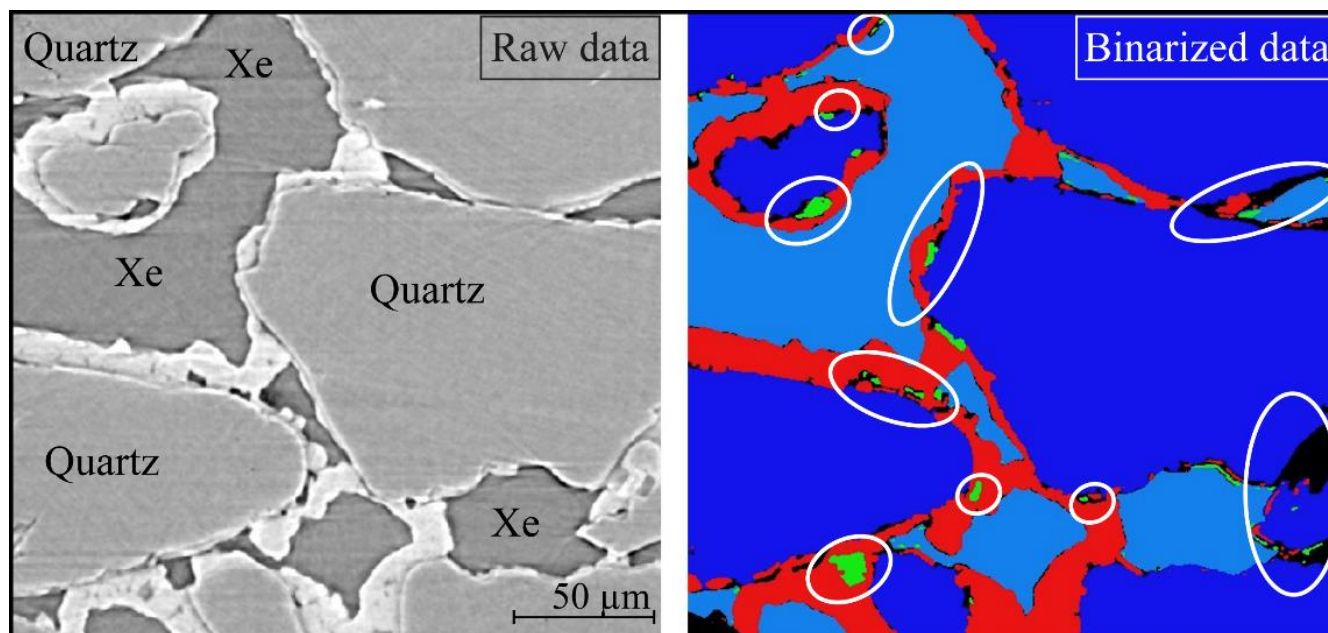 Quartz
Xe
Raw data
Xe
Quartz
Quartz
Xe
50 µm
Binarized data